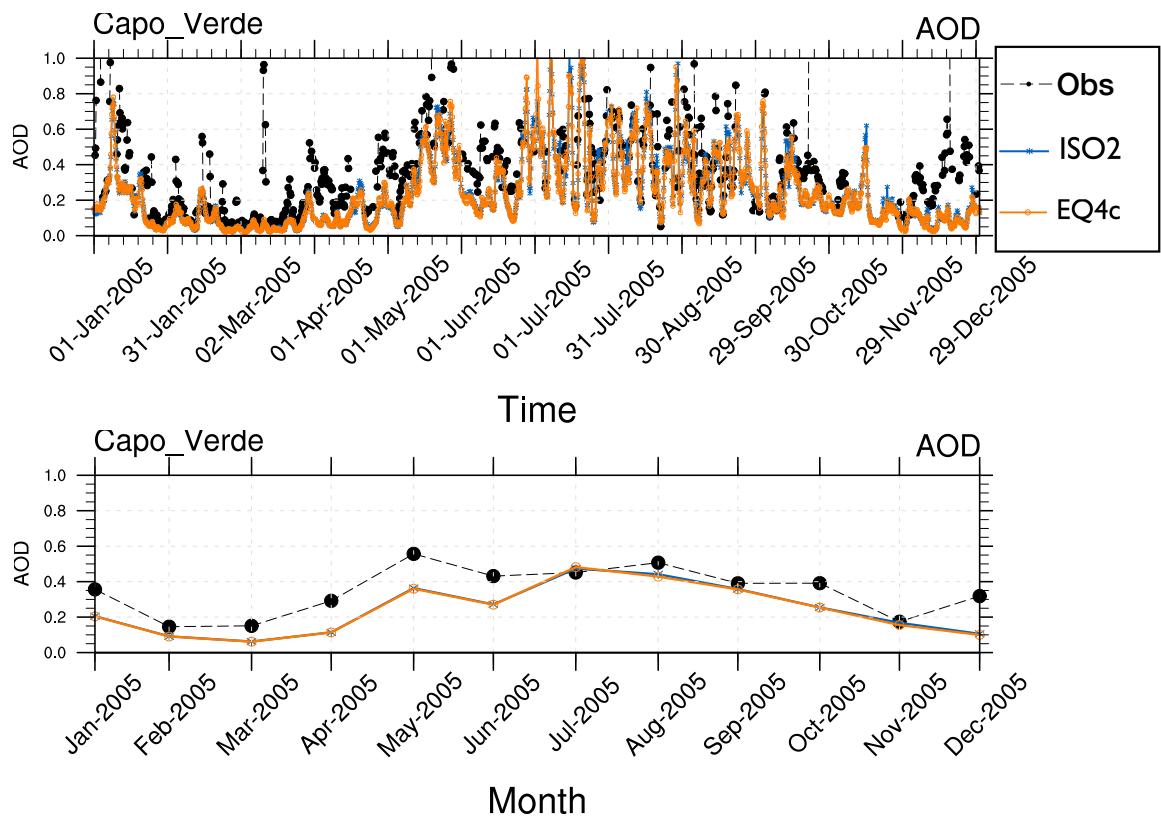 Capo_Verde
AOD
1.0
0.8
0.6
0.4
0.2
0.0
AOD
01-Jan-2005
31-Jan-2005
02-Mar-2005
01-Apr-2005
01-May-2005
01-Jun-2005
01-Jul-2005
31-Jul-2005
30-Aug-2005
29-Sep-2005
30-Oct-2005
29-Nov-2005
29-Dec-2005
Time
Obs
ISO2
EQ4c
Capo_Verde
AOD
1.0
0.8
0.6
0.4
0.2
0.0
AOD
Jan-2005
Feb-2005
Mar-2005
Apr-2005
May-2005
Jun-2005
Jul-2005
Aug-2005
Sep-2005
Oct-2005
Nov-2005
Dec-2005
Month